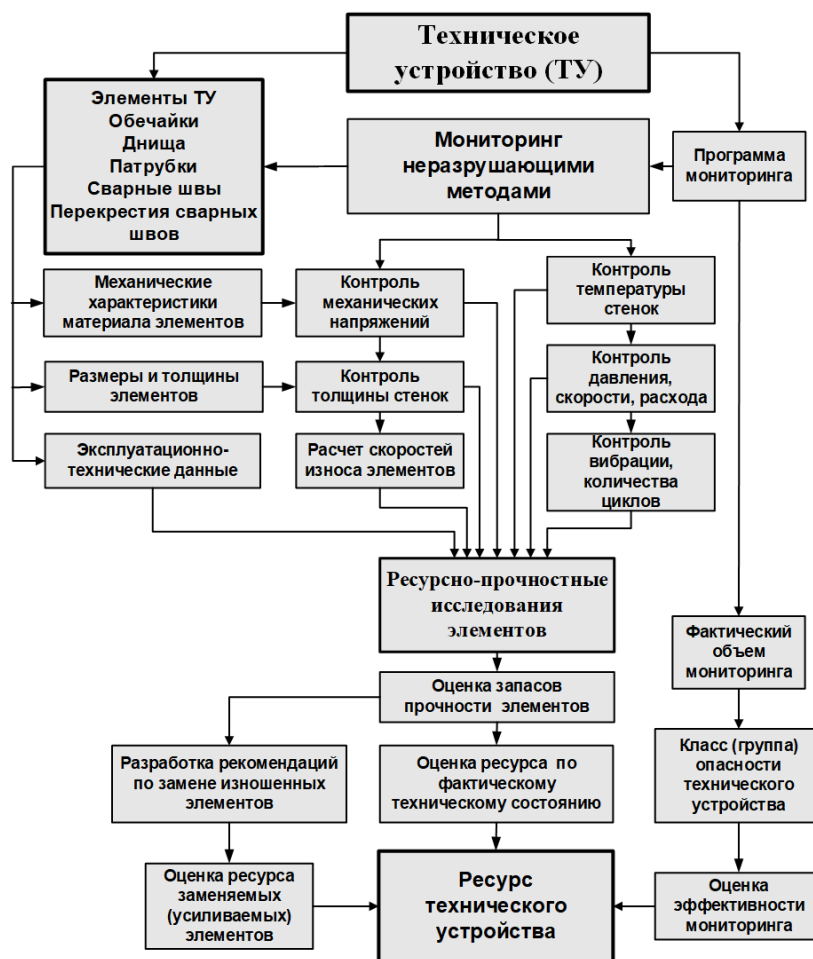 Техническое
устройство (ТУ)
Элементы ТУ
Обечайки
Днища
Патрубки
Сварные швы
Перекрестия сварных
швов
Мониторинг
неразрушающими
методами
Программа
мониторинга
Механические
характеристики
материала элементов
Контроль
механических
напряжений
Контроль
температуры
стенок
Размеры и толщины
элементов
Контроль
толщины стенок
Контроль
давления,
скорости, расхода
Эксплуатационно-
технические данные
Расчет скоростей
износа элементов
Контроль
вибрации,
количества
циклов
Ресурсно-прочностные
исследования
элементов
Фактический
объем
мониторинга
Оценка запасов
прочности элементов
Разработка рекомендаций
по замене изношенных
элементов
Оценка ресурса по
фактическому
техническому состоянию
Класс (группа)
опасности
технического
устройства
Оценка ресурса
заменяемых
(усиливаемых)
элементов
Ресурс
технического
устройства
Оценка
эффективности
мониторинга